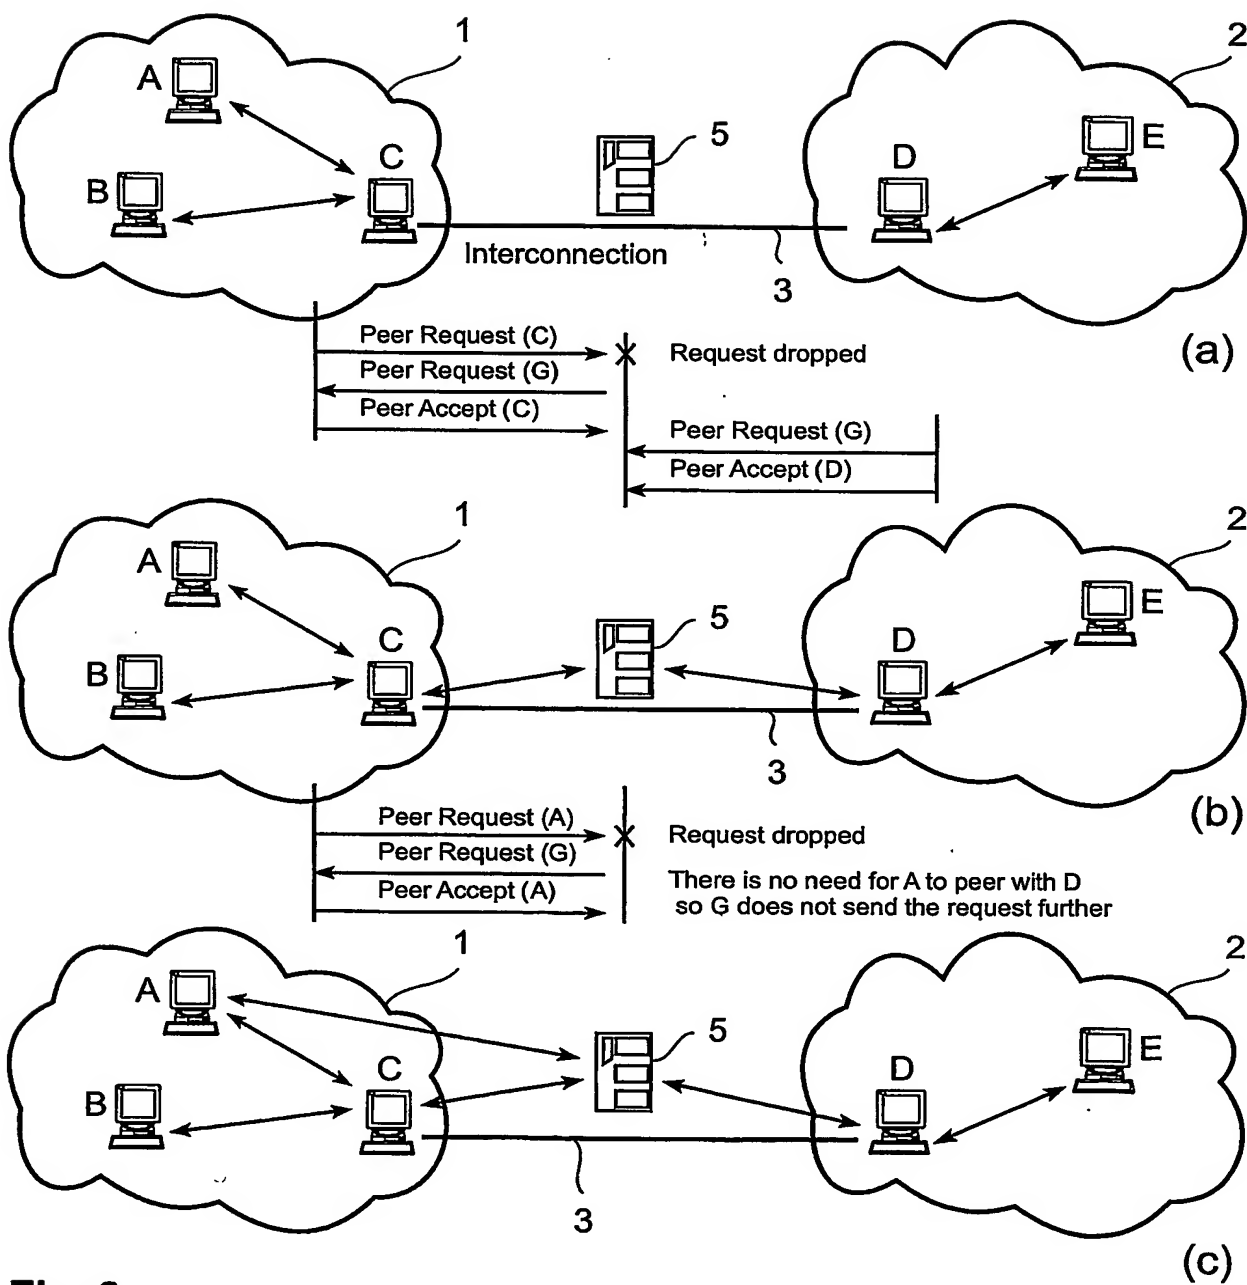 1
2
A
5
C
D
E
B
Interconnection
3
(a)
Peer Request (C)
Request dropped
Peer Request (G)
Peer Accept (C)
Peer Request (G)
Peer Accept (D)
1
2
A
5
C
D
E
B
3
(b)
Peer Request (A)
Request dropped
Peer Request (G)
There is no need for A to peer with D
Peer Accept (A)
so G does not send the request further
1
2
A
5
C
D
E
B
3
(c)